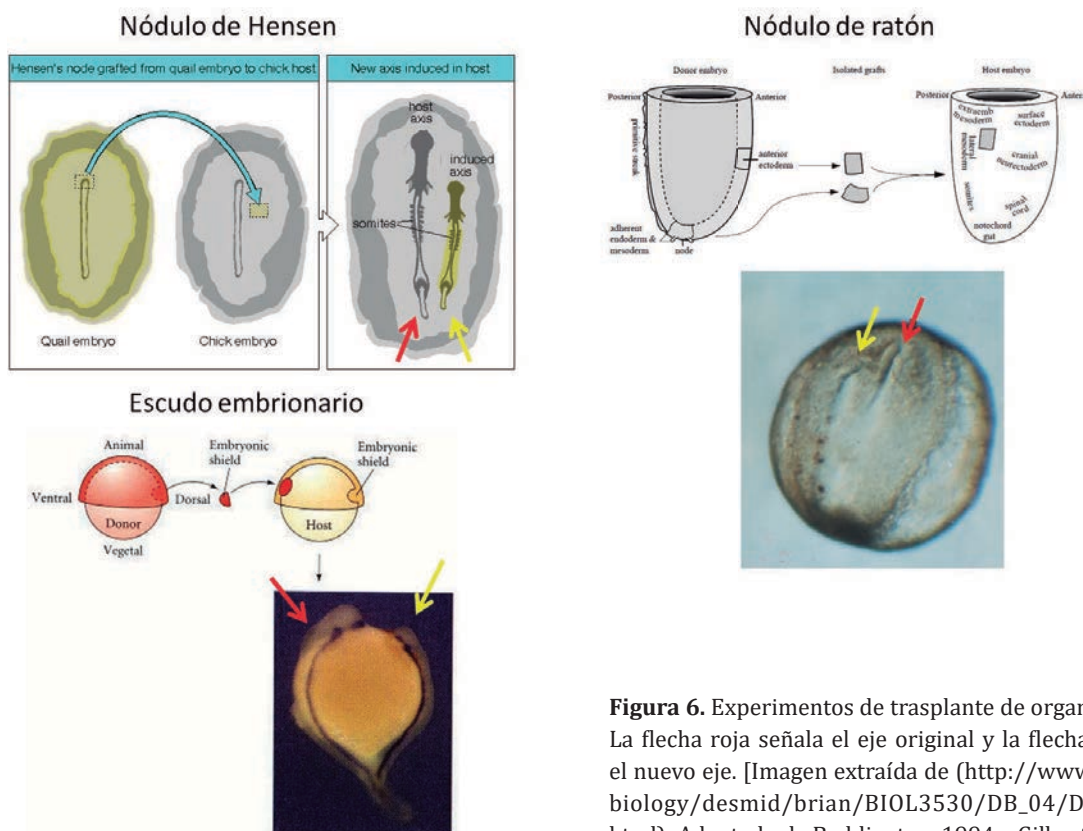 Nódulo de Hensen
Hensen's node grafted from quail embryo to chick host
New axis induced in host
host
axis
induced
axis
somites
Quail embryo
Chick embryo
Nódulo de ratón
Donor embryo
Isolated grafts
Host embryo
Posterior
Anterior
Posterior
primitive streak
anterior
ectoderm
adherent
endoderm &
mesoderm
node
extraemb
mesoderm
surface
ectoderm
lateral
mesoderm
cranial
neurectoderm
somites
spinal
cord
notochord
gut
Escudo embrionario
Animal
Embryonic
shield
Embryonic
shield
Ventral
Dorsal
Donor
Host
Vegetal
Figura 6. Experimentos de trasplante de organ
La flecha roja señala el eje original y la flecha
el nuevo eje. [Imagen extraída de (http://www
biology/desmid/brian/BIOL3530/DB_04/D